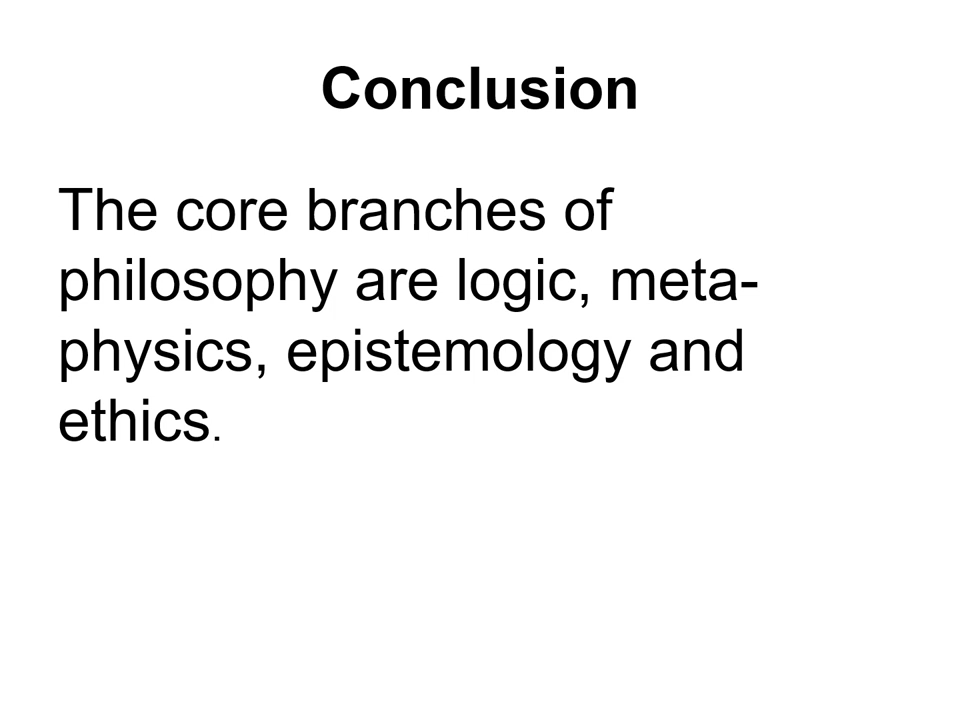 Conclusion
The core branches of
philosophy are logic, meta-
physics, epistemology and
ethics.